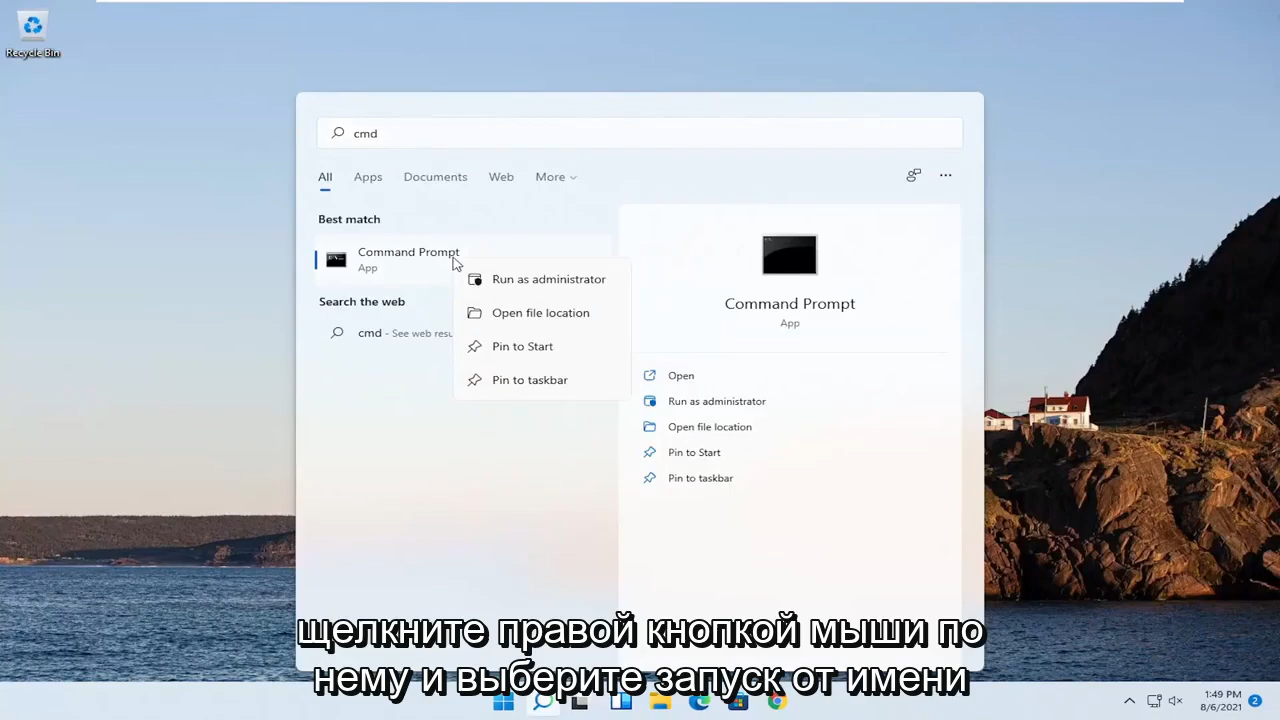 Recycle Bin
cmd
All Apps Documents Web More
Best match
Command Prompt
App
Search the web
cmd - See web resu
Run as administrator
Open file location
Pin to Start
Pin to taskbar
Command Prompt
App
Open
Run as administrator
Open file location
Pin to Start
Pin to taskbar
щелкните правой кнопкой мыши по
нему и выберите запуск от имени
1:49 PM
8/6/2021
2